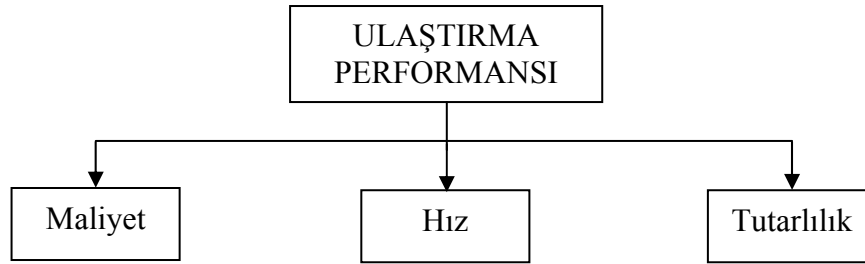 ULAŞTIRMA
PERFORMANSI
Maliyet
Hız
Tutarlılık